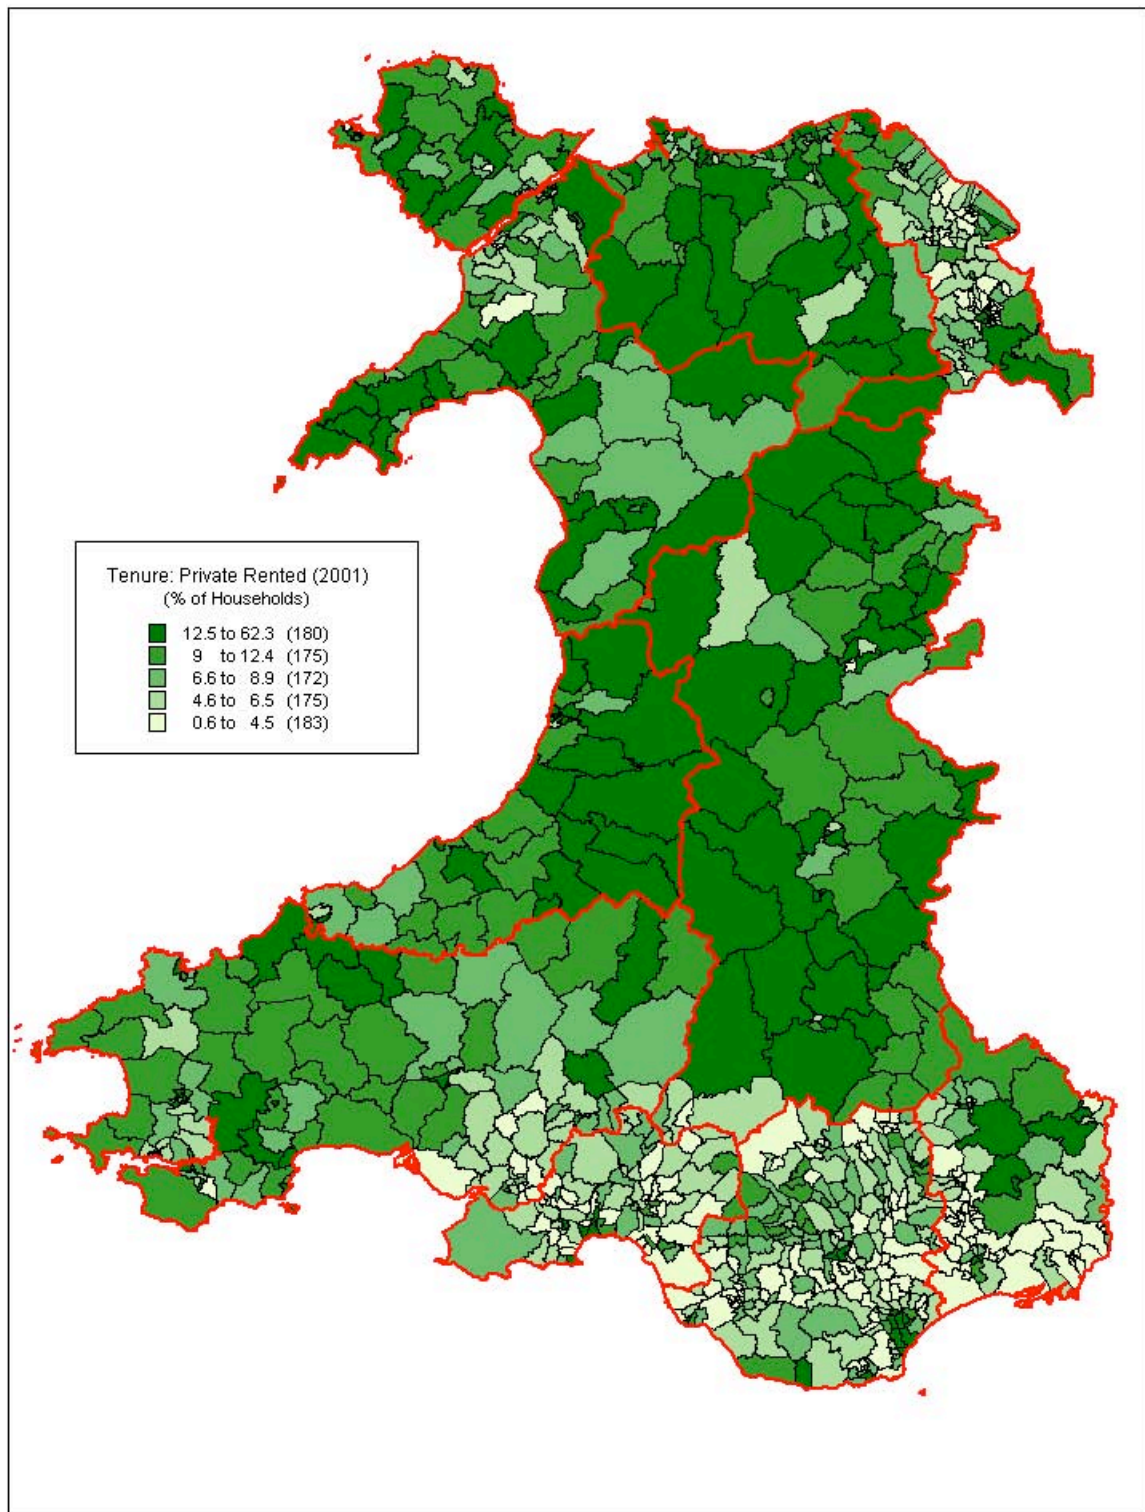 Tenure: Private Rented (2001)
(% of Households)
12.5 to 62.3 (180)
9 to 12.4 (175)
6.6 to 8.9 (172)
4.6 to 6.5 (175)
0.6 to 4.5 (183)